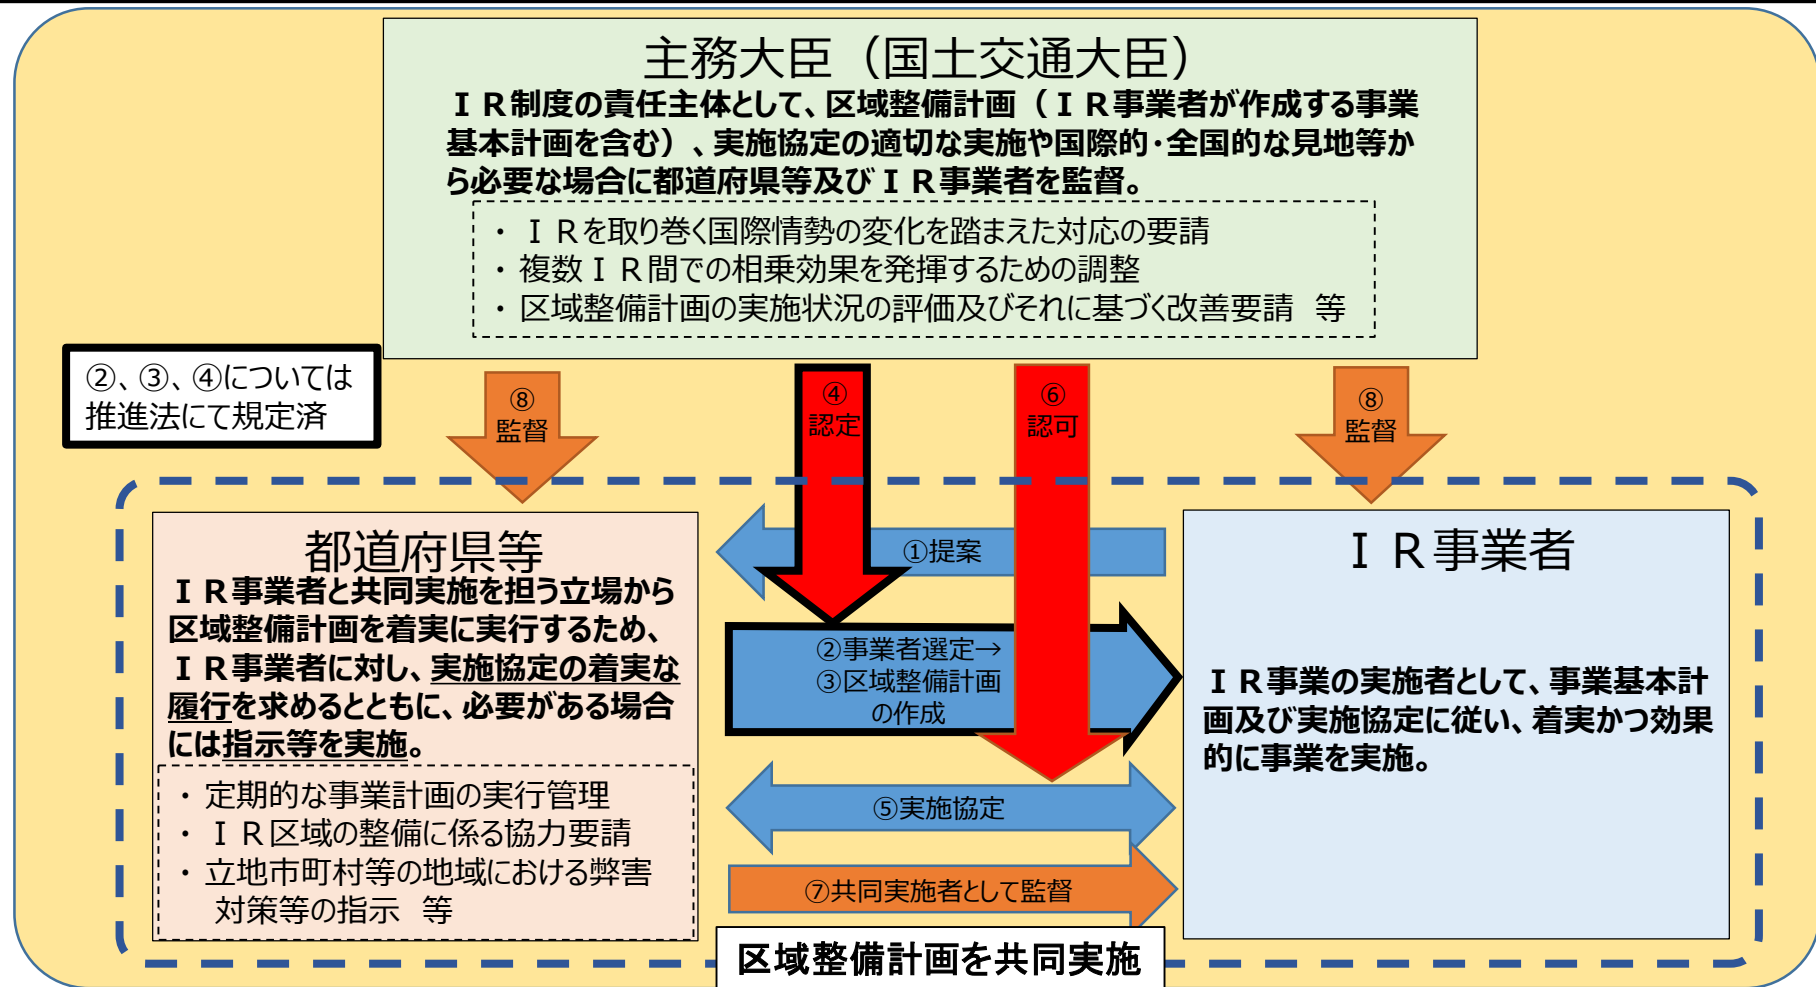 主務大臣（国土交通大臣）
ＩＲ制度の責任主体として、区域整備計画（ＩＲ事業者が作成する事業
基本計画を含む）、実施協定の適切な実施や国際的・全国的な見地等か
ら必要な場合に都道府県等及びＩＲ事業者を監督。
・ ＩＲを取り巻く国際情勢の変化を踏まえた対応の要請
・ 複数ＩＲ間での相乗効果を発揮するための調整
・ 区域整備計画の実施状況の評価及びそれに基づく改善要請　等
②、③、④については
推進法にて規定済
⑧
監督
④
認定
⑥
認可
⑧
監督
都道府県等
ＩＲ事業者と共同実施を担う立場から
区域整備計画を着実に実行するため、
ＩＲ事業者に対し、実施協定の着実な
履行を求めるとともに、必要がある場合
には指示等を実施。
・ 定期的な事業計画の実行管理
・ ＩＲ区域の整備に係る協力要請
・ 立地市町村等の地域における弊害
対策等の指示　等
①提案
②事業者選定→
③区域整備計画
の作成
⑤実施協定
⑦共同実施者として監督
ＩＲ事業者
ＩＲ事業の実施者として、事業基本計
画及び実施協定に従い、着実かつ効果
的に事業を実施。
区域整備計画を共同実施